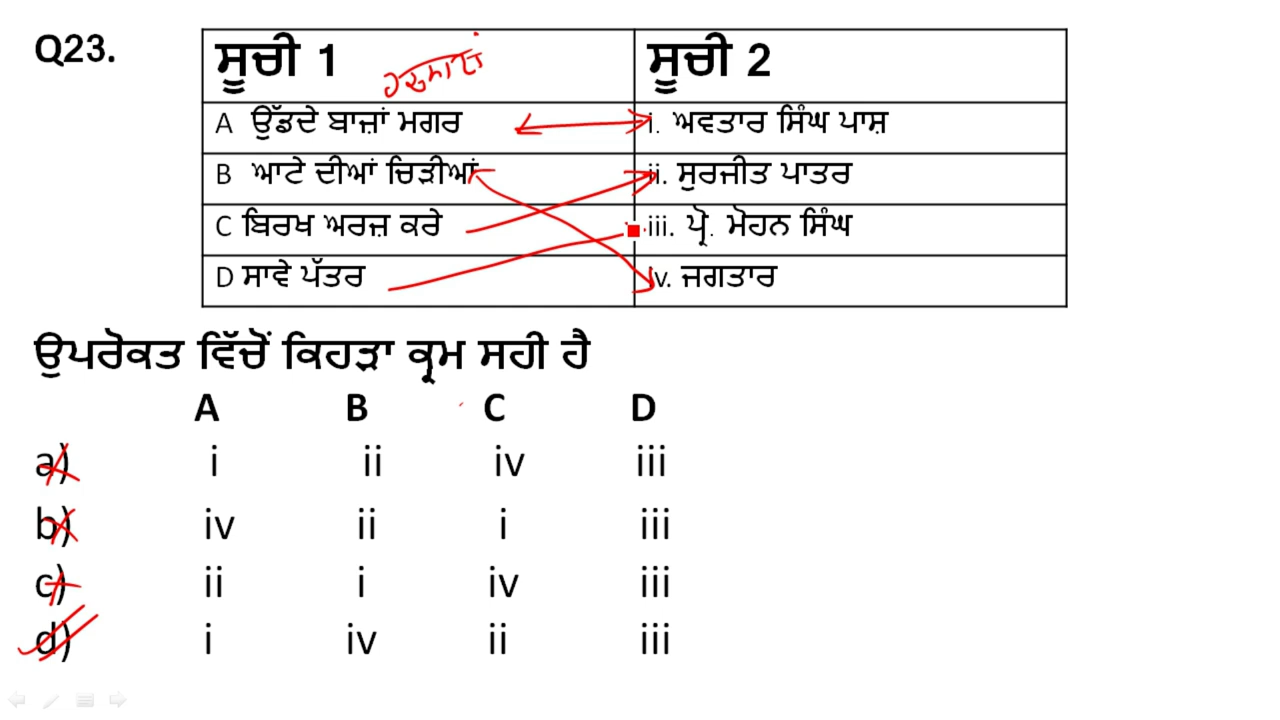 Q23.
ਸੂਚੀ 1 ਸੂਚੀ 2
A ਉੱਡਦੇ ਬਾਜ਼ਾਂ ਮਗਰ i. ਅਵਤਾਰ ਸਿੰਘ ਪਾਸ਼
B ਆਟੇ ਦੀਆਂ ਚਿੜੀਆਂ ii. ਸੁਰਜੀਤ ਪਾਤਰ
C ਬਿਰਖ ਅਰਜ਼ ਕਰੇ iii. ਪ੍ਰੋ. ਮੋਹਨ ਸਿੰਘ
D ਸਾਵੇ ਪੱਤਰ iv. ਜਗਤਾਰ
ਉਪਰੋਕਤ ਵਿੱਚੋਂ ਕਿਹੜਾ ਕ੍ਰਮ ਸਹੀ ਹੈ
A B C D
a) i ii iv iii
b) iv ii i iii
c) ii i iv iii
d) i iv ii iii